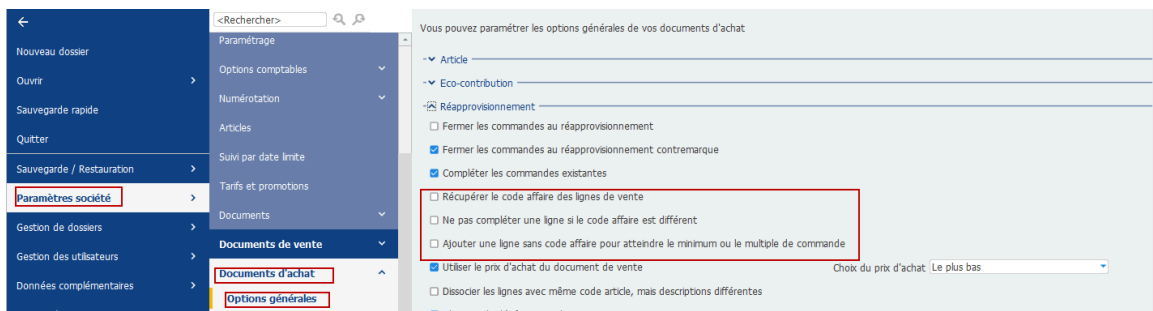 Nouveau dossier
Ouvrir
Sauvegarde rapide
Quitter
Sauvegarde / Restauration
Paramètres société
Gestion de dossiers
Gestion des utilisateurs
Données complémentaires
<Rechercher>
Paramétrage
Options comptables
Numérotation
Articles
Suivi par date limite
Tarifs et promotions
Documents
Documents de vente
Documents d'achat
Options générales
Vous pouvez paramétrer les options générales de vos documents d'achat
Article
Eco-contribution
Réapprovisionnement
Fermer les commandes au réapprovisionnement
Fermer les commandes au réapprovisionnement contremarque
Compléter les commandes existantes
Récupérer le code affaire des lignes de vente
Ne pas compléter une ligne si le code affaire est différent
Ajouter une ligne sans code affaire pour atteindre le minimum ou le multiple de commande
Utiliser le prix d'achat du document de vente
Choix du prix d'achat Le plus bas
Dissocier les lignes avec même code article, mais descriptions différentes